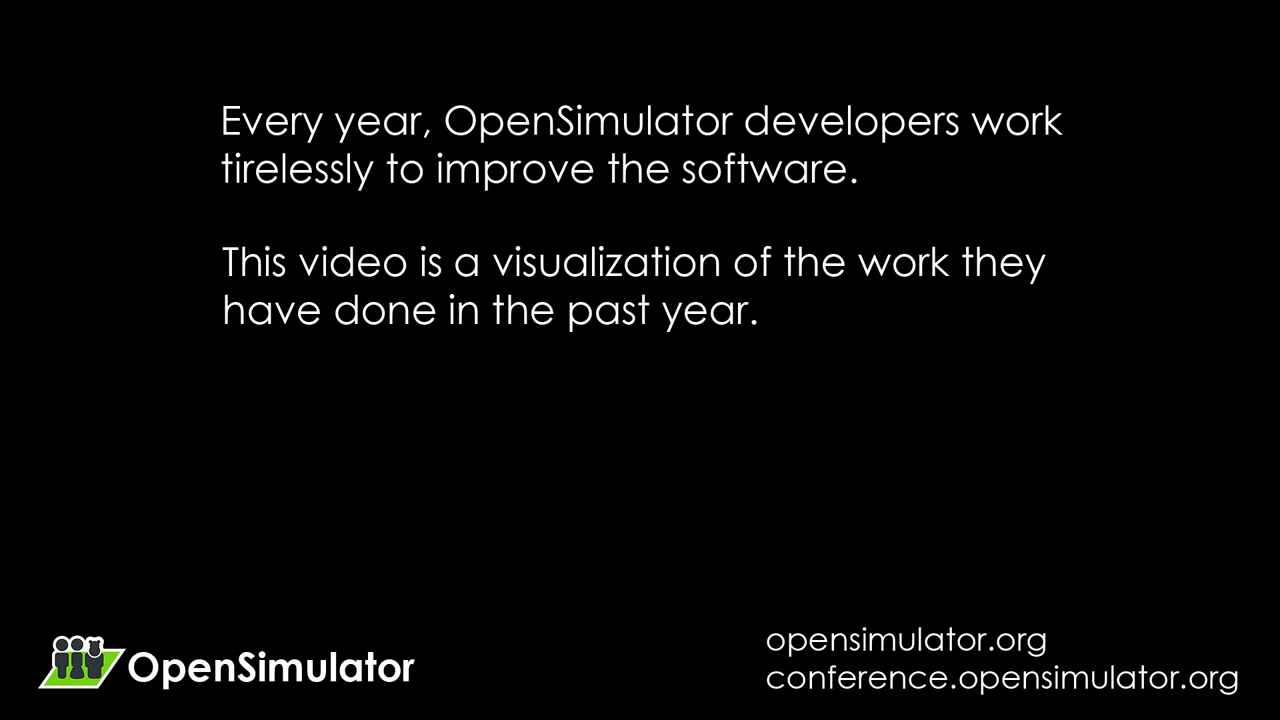 Every year, OpenSimulator developers work
tirelessly to improve the software.
This video is a visualization of the work they
have done in the past year.
OpenSimulator
opensimulator.org
conference.opensimulator.org